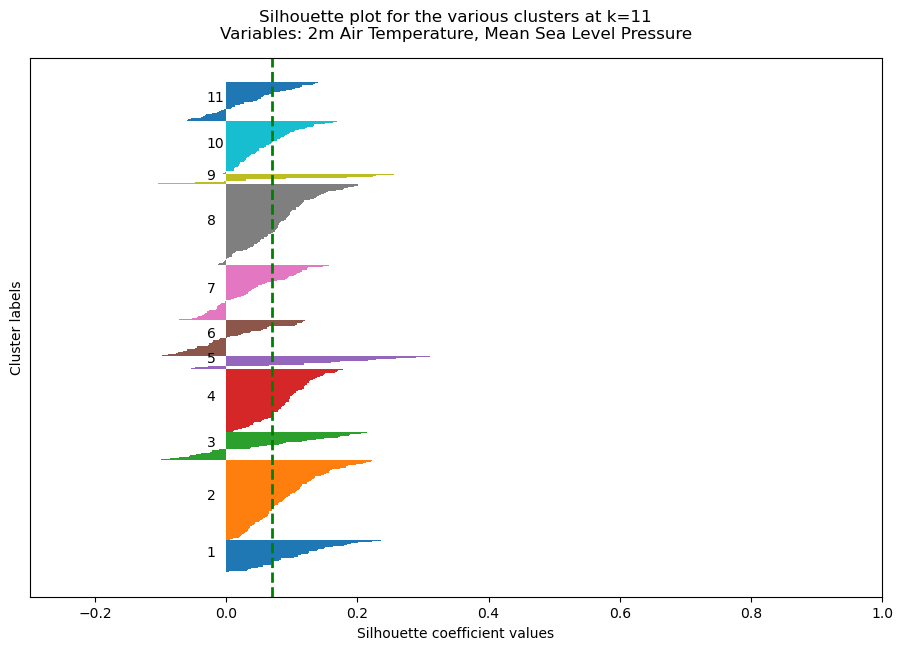 Silhouette plot for the various clusters at k=11
Variables: 2m Air Temperature, Mean Sea Level Pressure
Cluster labels
11
10
9
8
7
6
5
4
3
2
1
−0.2 0.0 0.2 0.4 0.6 0.8 1.0
Silhouette coefficient values